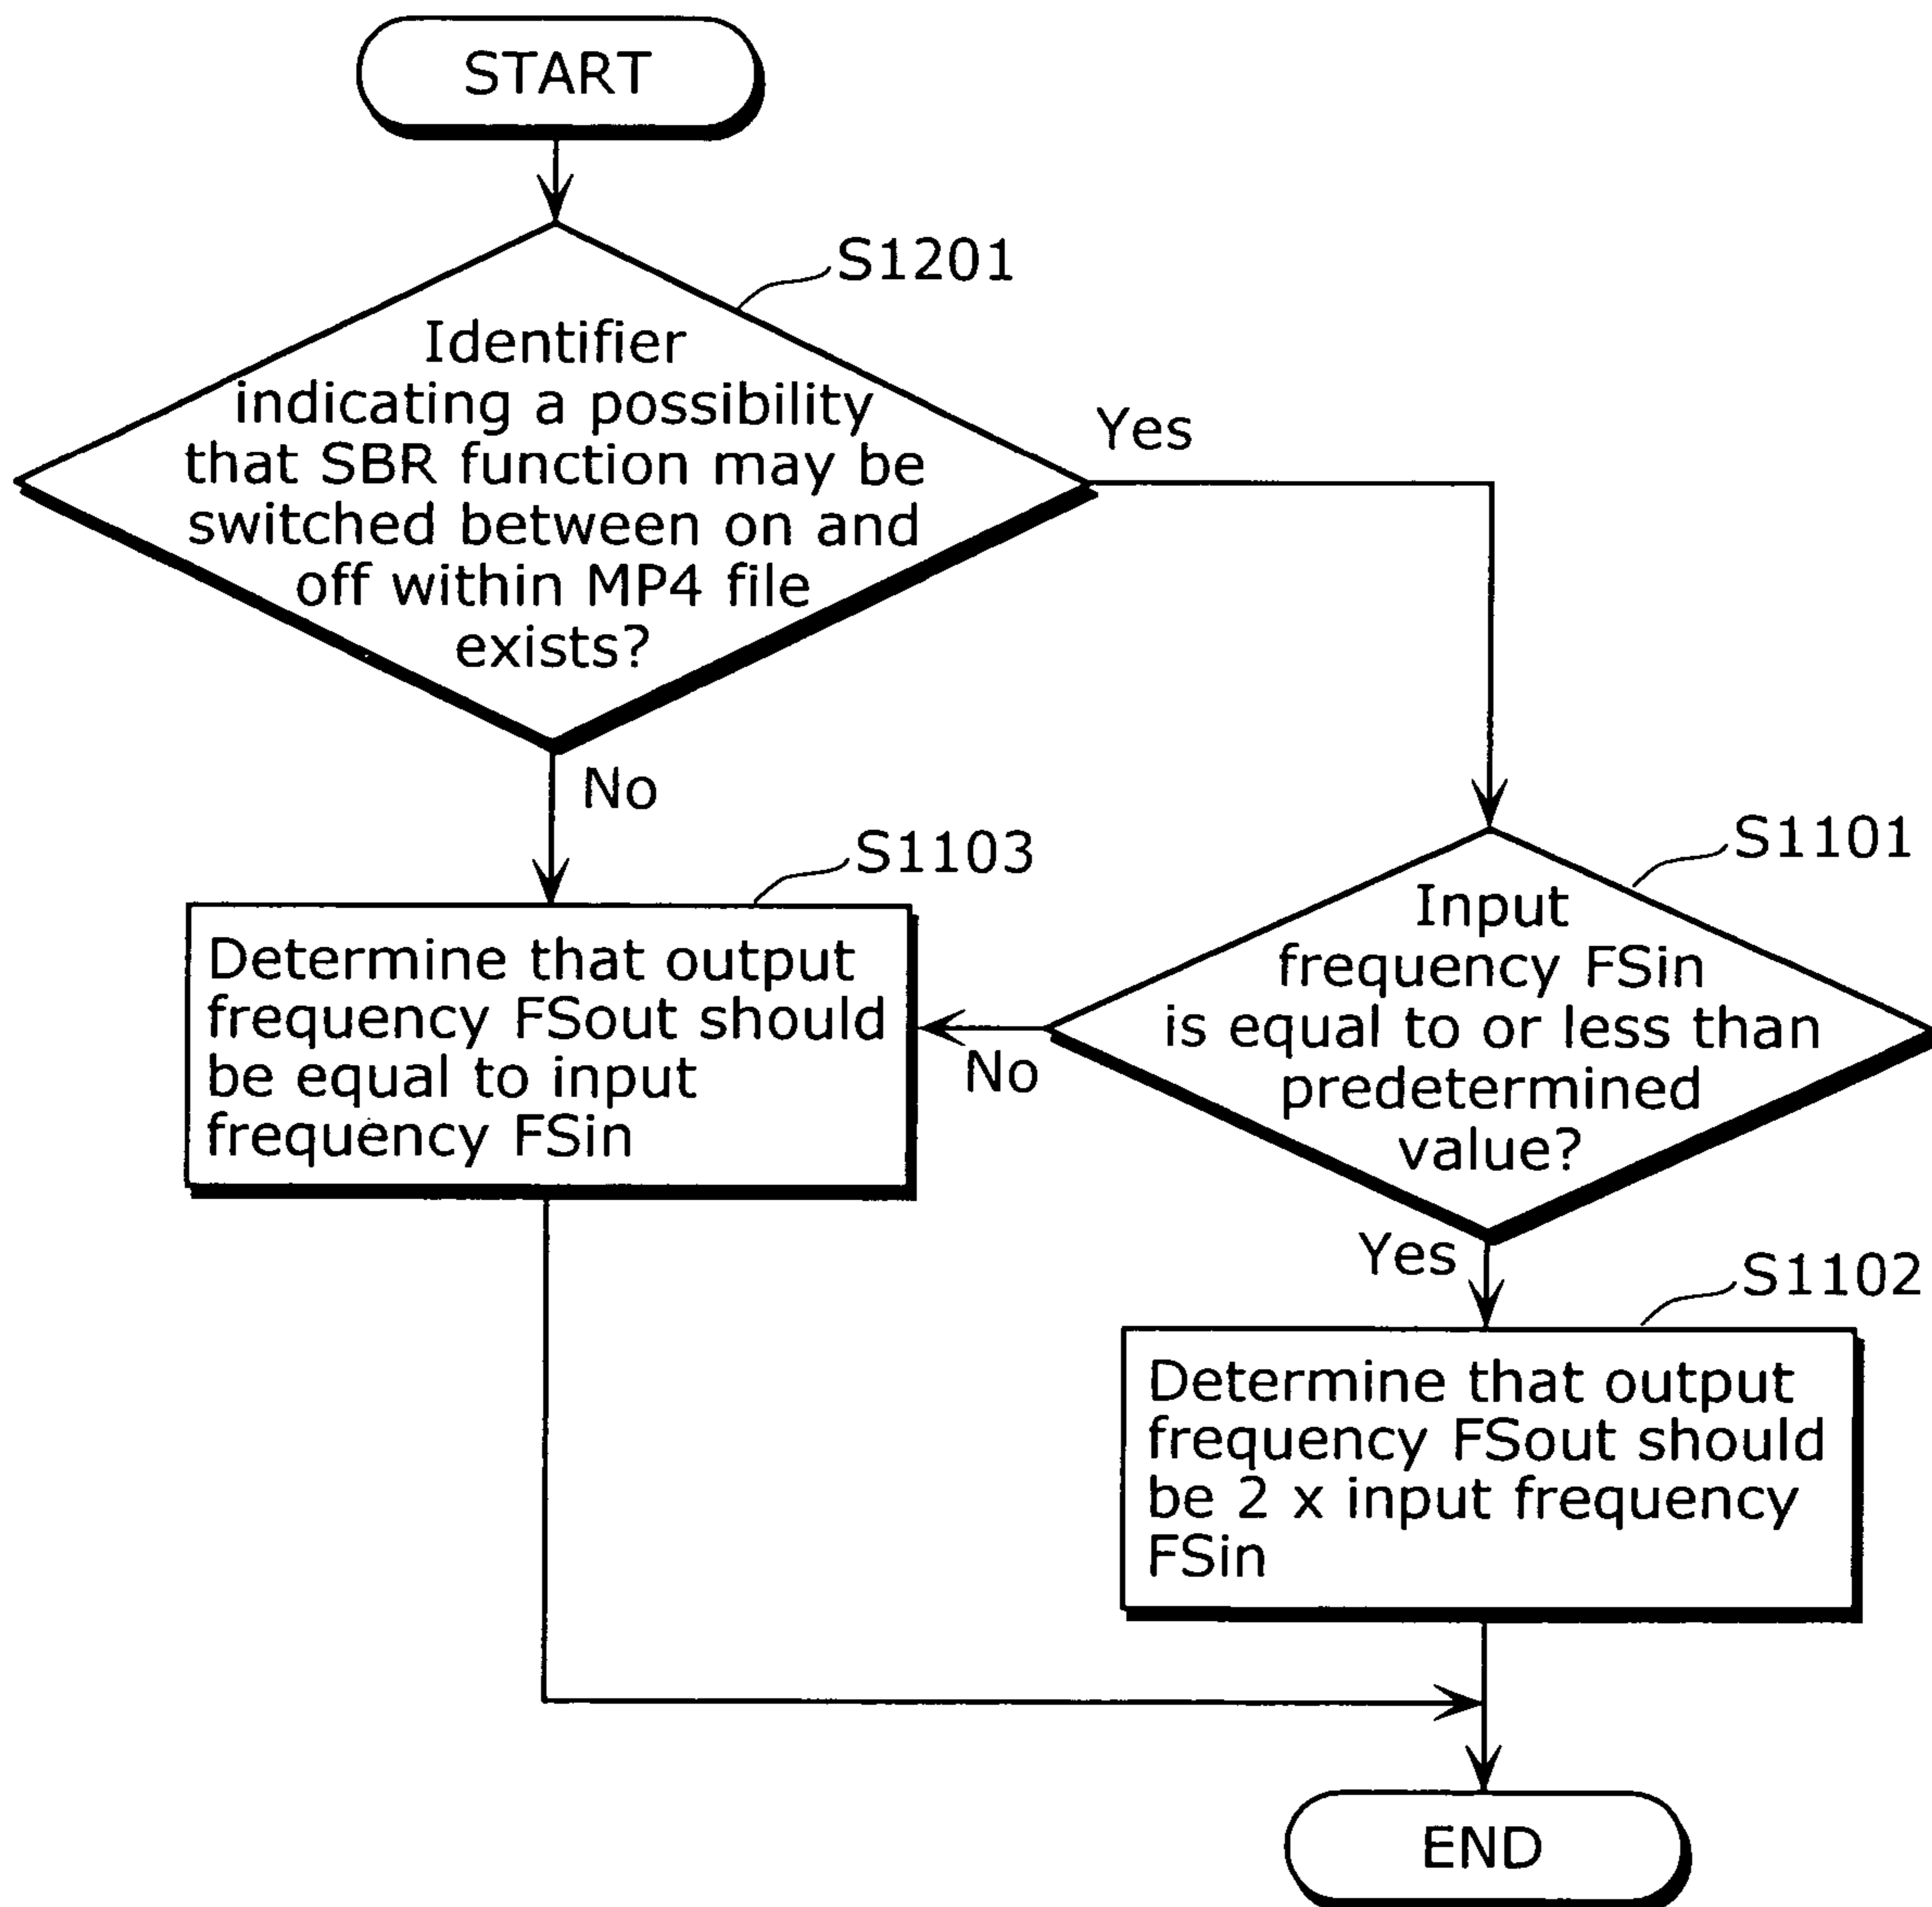 START
S1201
Identifier
indicating a possibility
that SBR function may be
switched between on and
off within MP4 file
exists?
Yes
No
S1103
Determine that output
frequency FSout should
be equal to input
frequency FSin
S1101
Input
frequency FSin
is equal to or less than
predetermined
value?
No
Yes
S1102
Determine that output
frequency FSout should
be 2 x input frequency
FSin
END